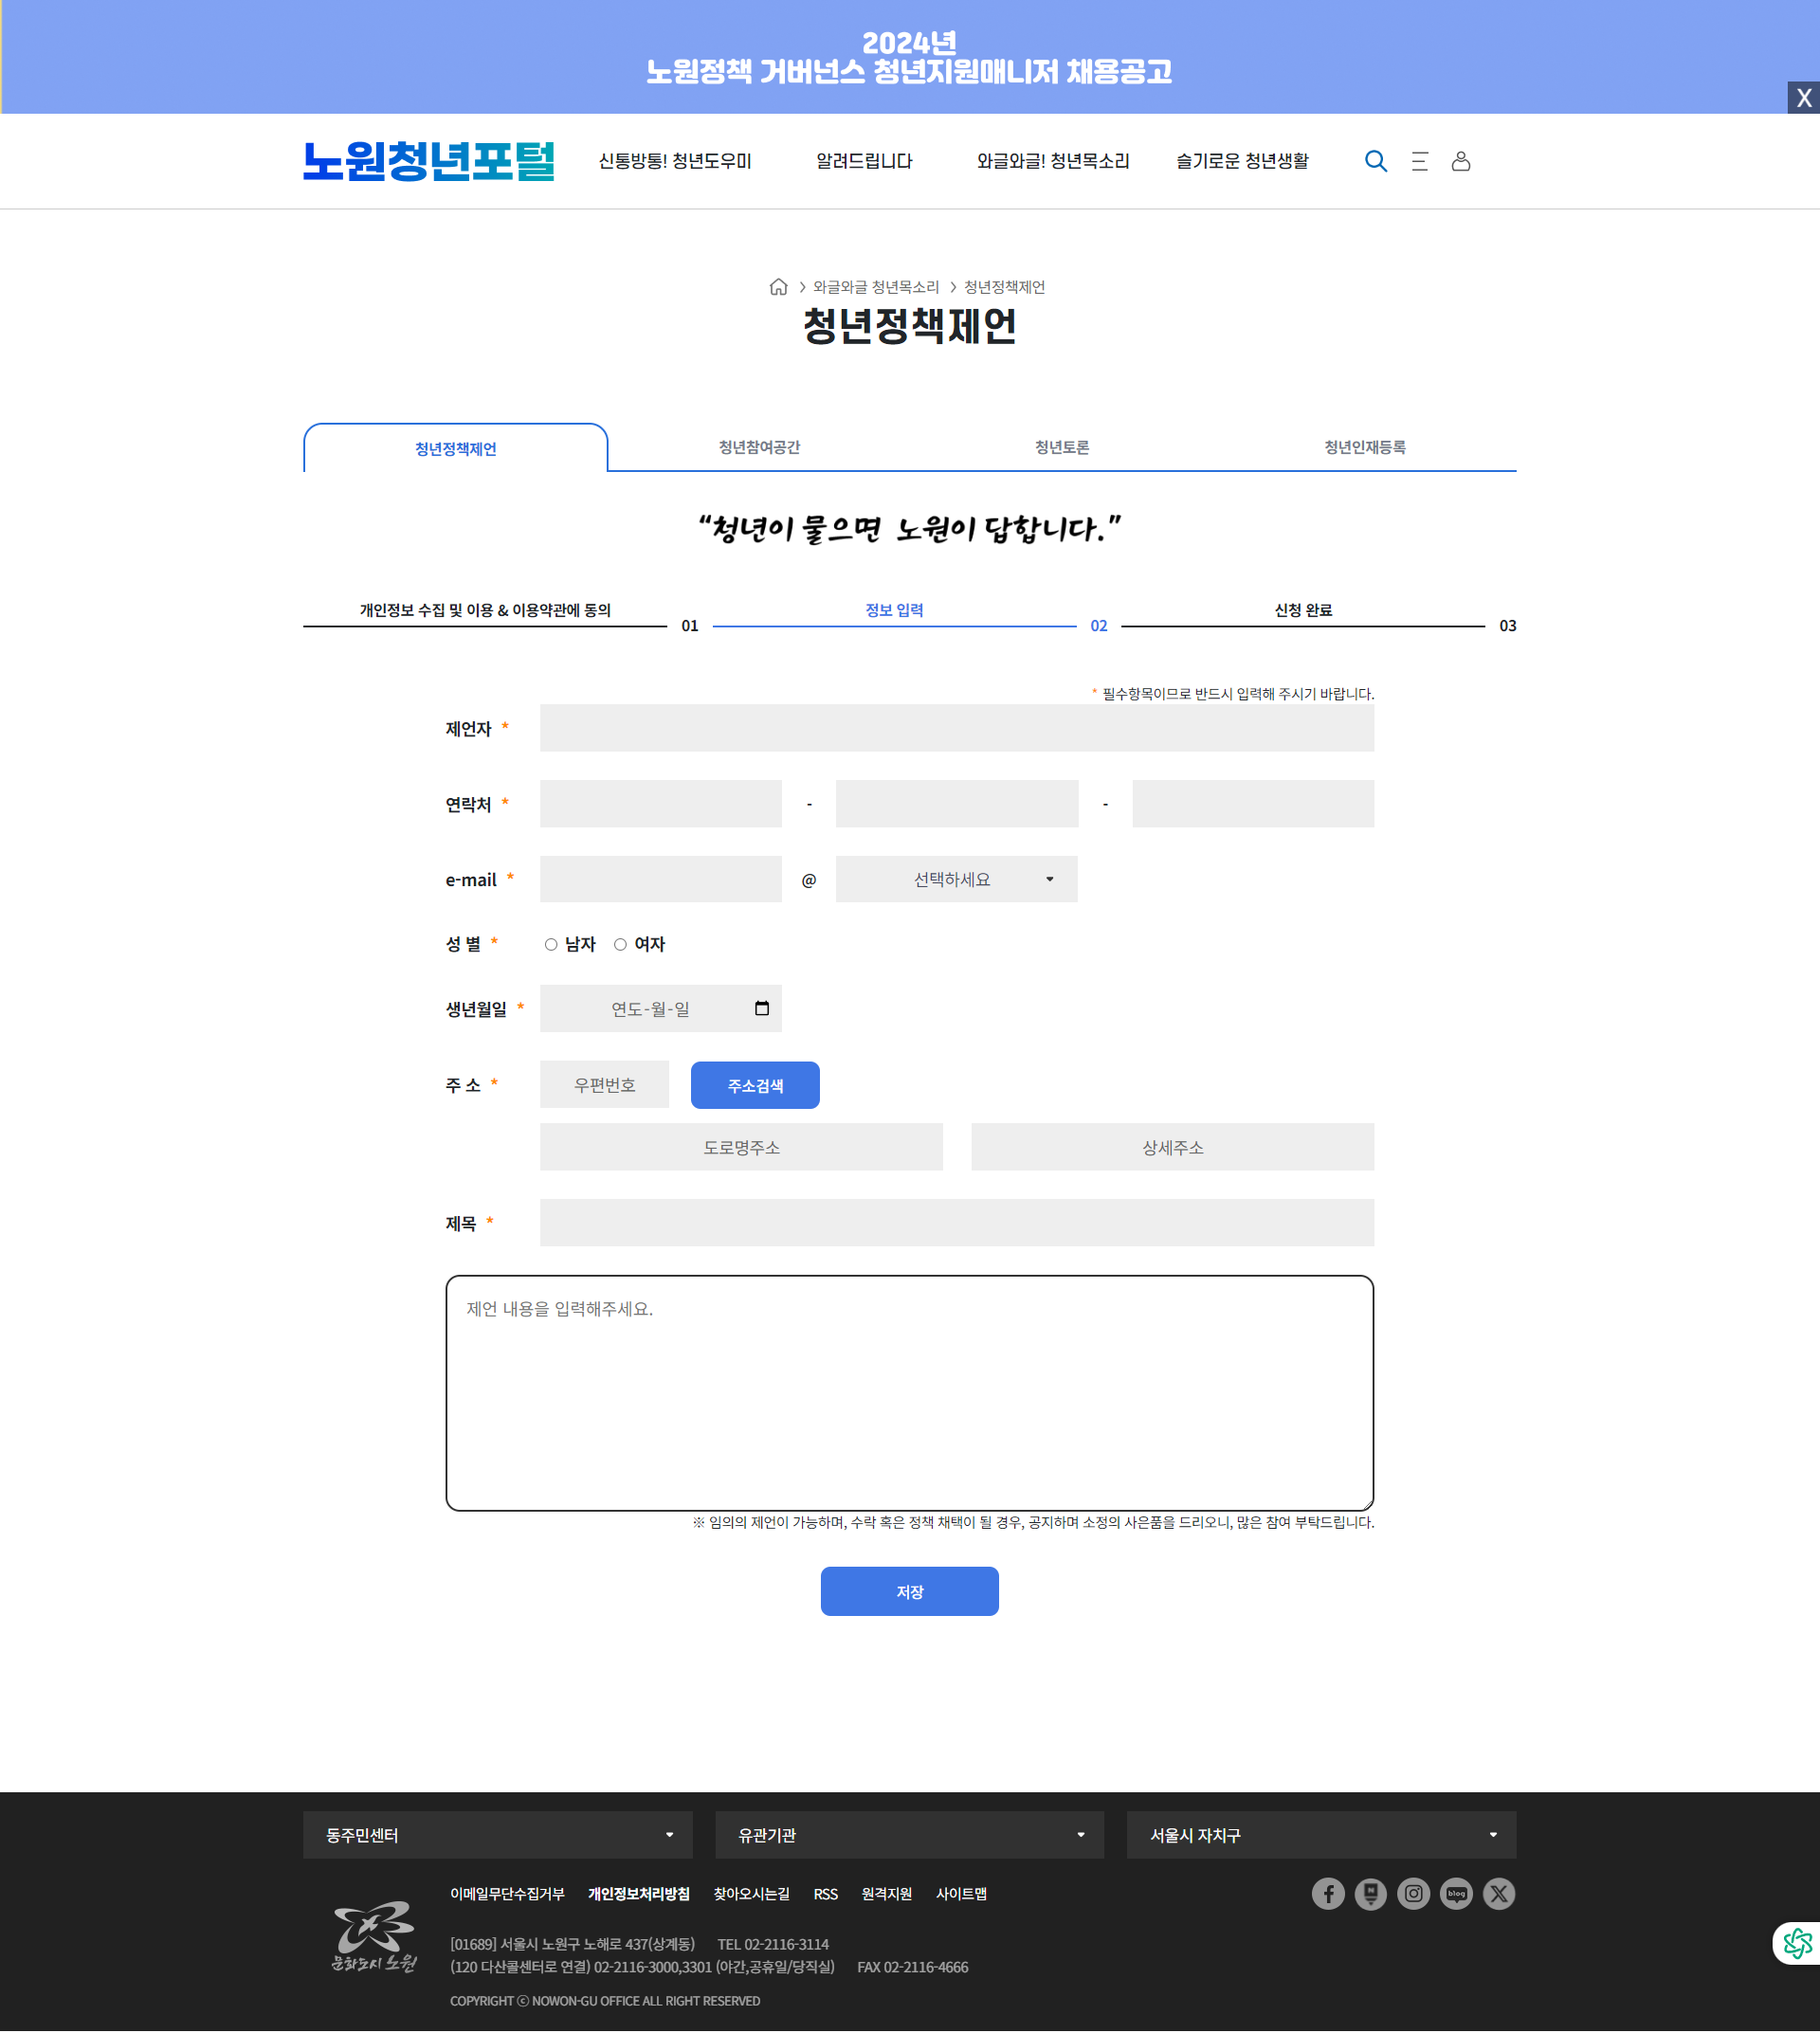 2024년
노원정책 거버넌스 청년지원매니저 채용공고
X
노원청년포털 신통방통! 청년도우미 알려드립니다 와글와글! 청년목소리 슬기로운 청년생활
와글와글 청년목소리 청년정책제언
청년정책제언
청년정책제언 청년참여공간 청년토론 청년인재등록
“청년이 물으면 노원이 답합니다.”
개인정보 수집 및 이용 & 이용약관에 동의 01 정보 입력 02 신청 완료 03
* 필수항목이므로 반드시 입력해 주시기 바랍니다.
제언자 *
연락처 * - -
e-mail * @ 선택하세요
성 별 * 남자 여자
생년월일 * 연도-월-일
주 소 * 우편번호 주소검색
도로명주소 상세주소
제목 *
제언 내용을 입력해주세요.
※ 임의의 제언이 가능하며, 수락 혹은 정책 채택이 될 경우, 공지하며 소정의 사은품을 드리오니, 많은 참여 부탁드립니다.
저장
동주민센터 유관기관 서울시 자치구
이메일무단수집거부 개인정보처리방침 찾아오시는길 RSS 원격지원 사이트맵
blog
문화도시 노원
[01689] 서울시 노원구 노해로 437(상계동) TEL 02-2116-3114
(120 다산콜센터로 연결) 02-2116-3000,3301 (야간,공휴일/당직실) FAX 02-2116-4666
COPYRIGHT ⓒ NOWON-GU OFFICE ALL RIGHT RESERVED